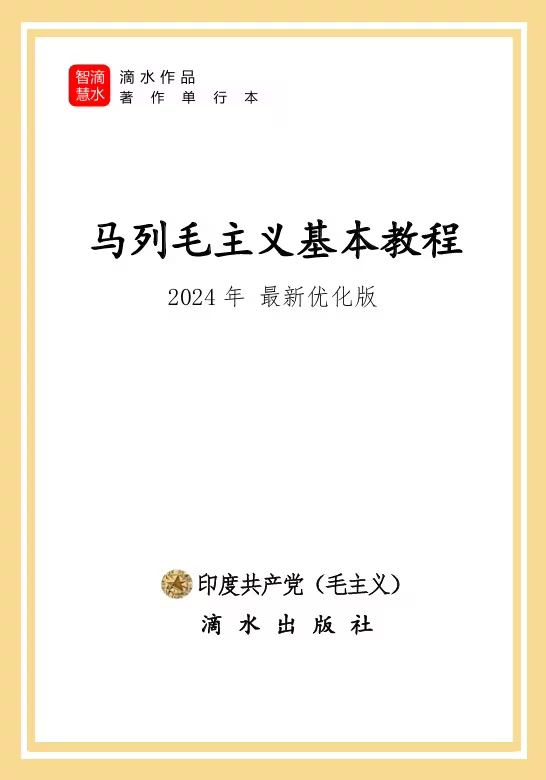 智滴
慧水
滴水作品
著作单行本
马列毛主义基本教程
2024年 最新优化版
印度共产党（毛主义）
滴水出版社